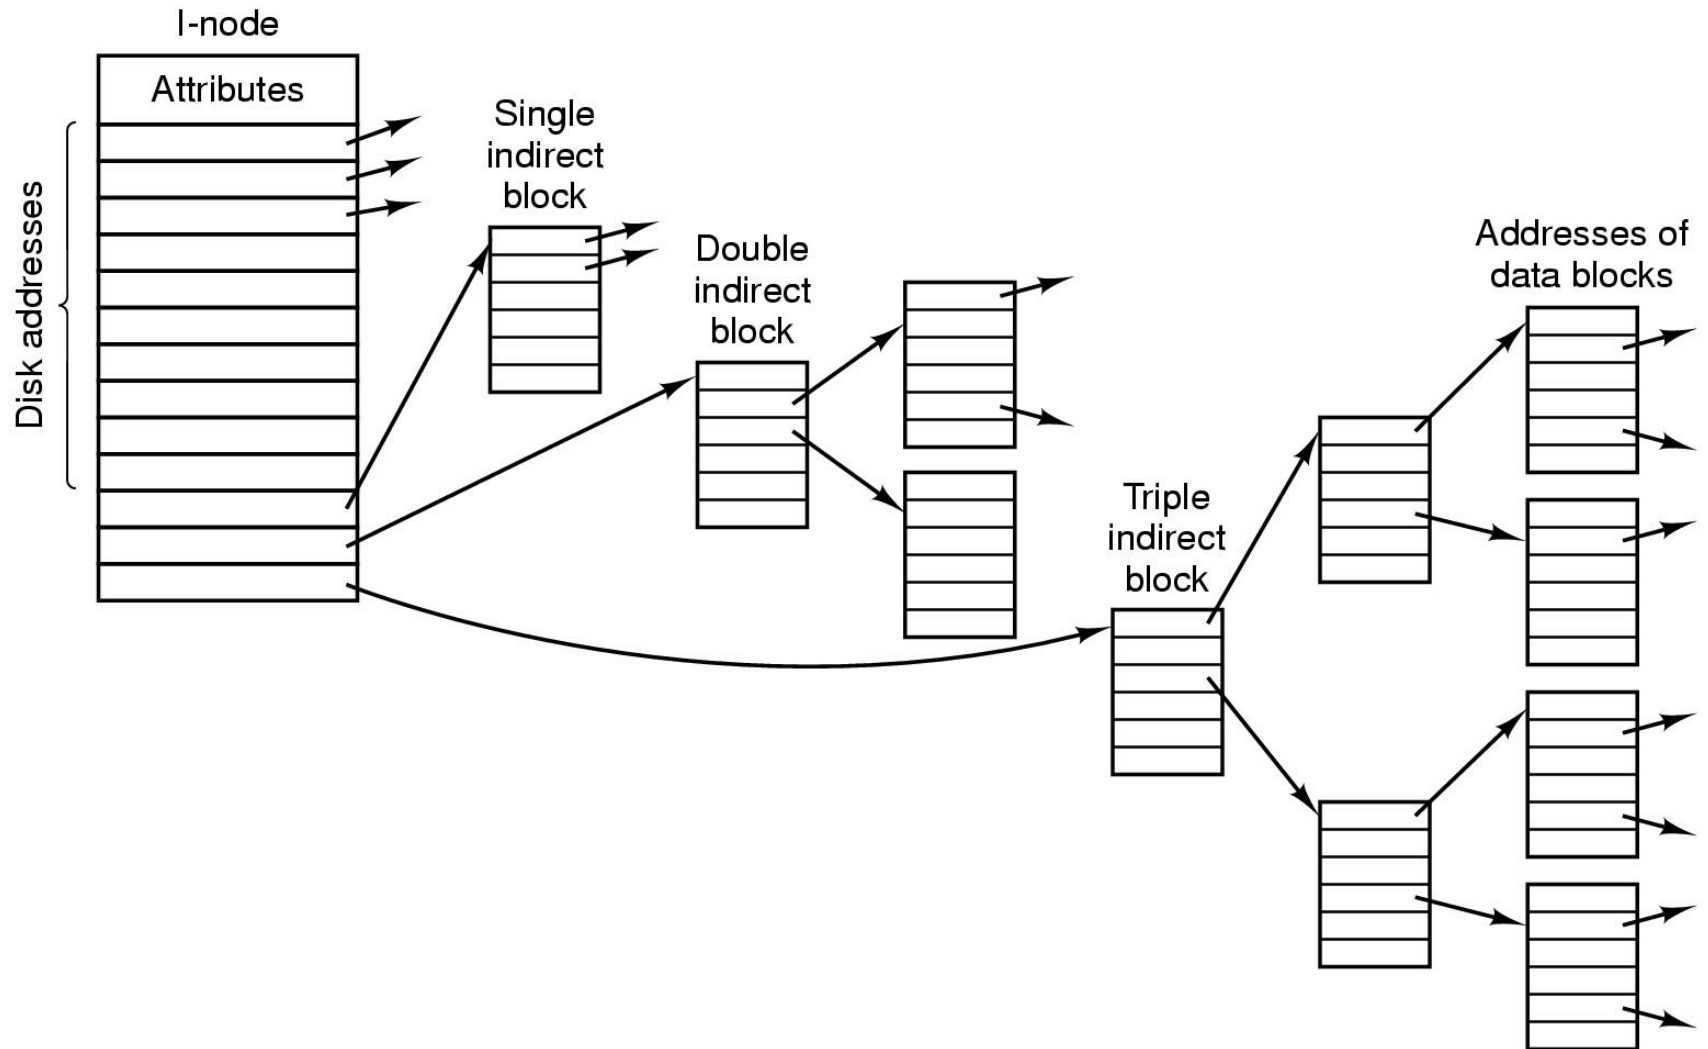 I-node
Attributes
Disk addresses
Single
indirect
block
Double
indirect
block
Triple
indirect
block
Addresses of
data blocks